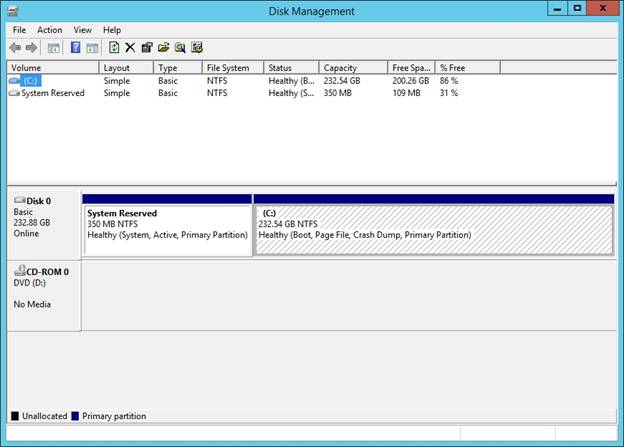 Disk Management
File Action View Help
Volume Layout Type File System Status Capacity Free Spa... % Free
(C:) Simple Basic NTFS Healthy (B... 232.54 GB 200.26 GB 86 %
System Reserved Simple Basic NTFS Healthy (S... 350 MB 109 MB 31 %
Disk 0
Basic
232.88 GB
Online
System Reserved
350 MB NTFS
Healthy (System, Active, Primary Partition)
(C:)
232.54 GB NTFS
Healthy (Boot, Page File, Crash Dump, Primary Partition)
CD-ROM 0
DVD (D:)
No Media
Unallocated Primary partition